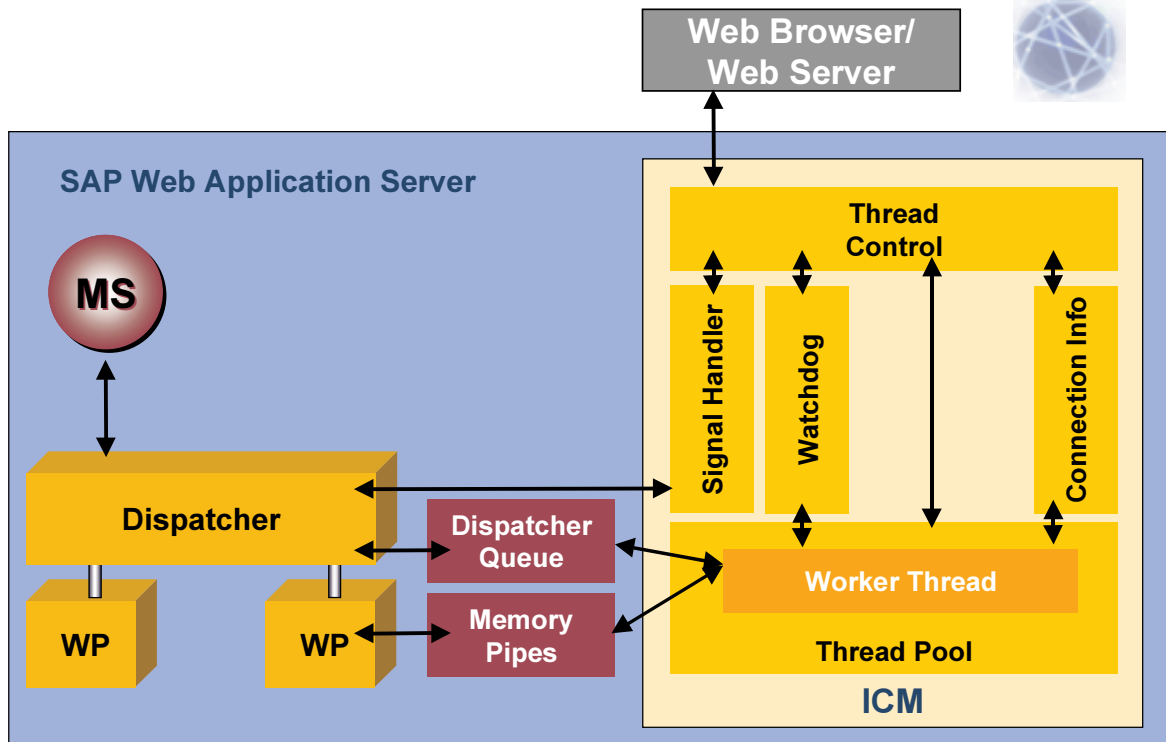 Web Browser/
Web Server
SAP Web Application Server
Thread
Control
MS
Signal Handler
Watchdog
Connection Info
Dispatcher
Dispatcher
Queue
Worker Thread
WP
WP
Memory
Pipes
Thread Pool
ICM